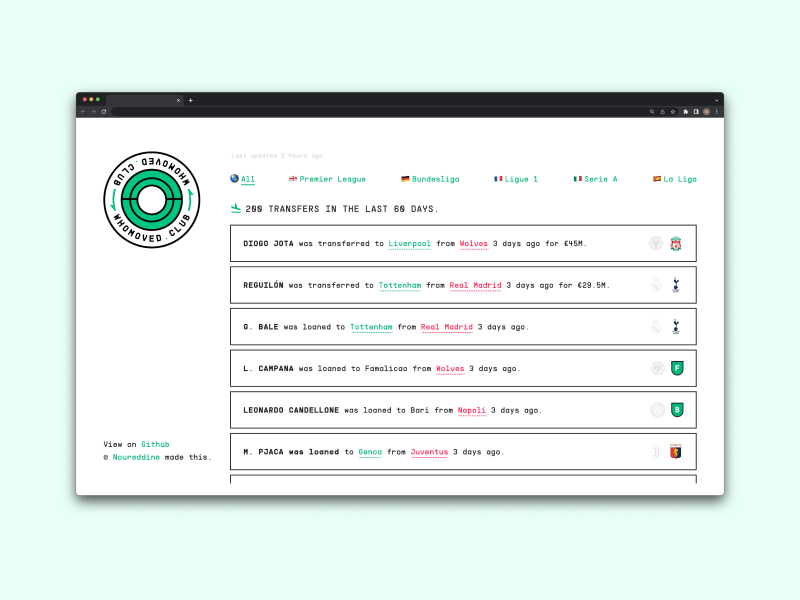 WHOMOVED.CLUB
WHOMOVED.CLUB
Last updated 2 hours ago
All Premier League Bundesliga Ligue 1 Serie A La Liga
200 TRANSFERS IN THE LAST 60 DAYS.
DIOGO JOTA was transferred to Liverpool from Wolves 3 days ago for €45M.
REGUILÓN was transferred to Tottenham from Real Madrid 3 days ago for €29.5M.
G. BALE was loaned to Tottenham from Real Madrid 3 days ago.
L. CAMPANA was loaned to Famalicao from Wolves 3 days ago.
F
LEONARDO CANDELLONE was loaned to Bari from Napoli 3 days ago.
B
M. PJACA was loaned to Genoa from Juventus 3 days ago.
View on Github
@ Noureddine made this.